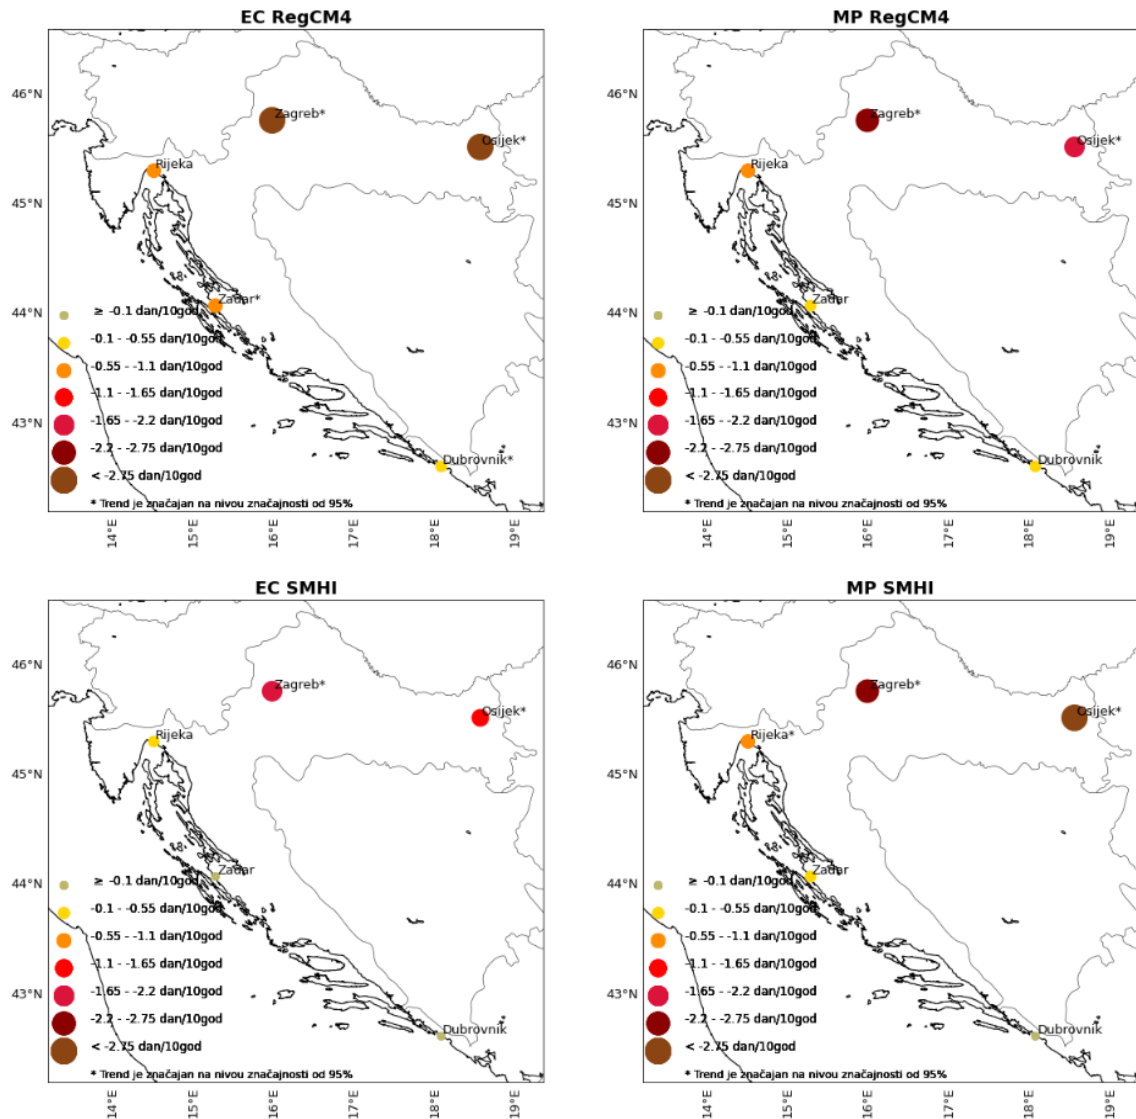 EC RegCM4
46°N
45°N
44°N
43°N
Zagreb*
Osijek*
Rijeka
Zadar*
Dubrovnik*
≥ -0.1 dan/10god
-0.1 - -0.55 dan/10god
-0.55 - -1.1 dan/10god
-1.1 - -1.65 dan/10god
-1.65 - -2.2 dan/10god
-2.2 - -2.75 dan/10god
< -2.75 dan/10god
* Trend je značajan na nivou značajnosti od 95%
14°E 15°E 16°E 17°E 18°E 19°E
MP RegCM4
46°N
45°N
44°N
43°N
Zagreb*
Osijek*
Rijeka
Zadar
Dubrovnik
≥ -0.1 dan/10god
-0.1 - -0.55 dan/10god
-0.55 - -1.1 dan/10god
-1.1 - -1.65 dan/10god
-1.65 - -2.2 dan/10god
-2.2 - -2.75 dan/10god
< -2.75 dan/10god
* Trend je značajan na nivou značajnosti od 95%
14°E 15°E 16°E 17°E 18°E 19°E
EC SMHI
46°N
45°N
44°N
43°N
Zagreb*
Osijek*
Rijeka
Zadar
Dubrovnik
≥ -0.1 dan/10god
-0.1 - -0.55 dan/10god
-0.55 - -1.1 dan/10god
-1.1 - -1.65 dan/10god
-1.65 - -2.2 dan/10god
-2.2 - -2.75 dan/10god
< -2.75 dan/10god
* Trend je značajan na nivou značajnosti od 95%
14°E 15°E 16°E 17°E 18°E 19°E
MP SMHI
46°N
45°N
44°N
43°N
Zagreb*
Osijek*
Rijeka*
Zadar
Dubrovnik
≥ -0.1 dan/10god
-0.1 - -0.55 dan/10god
-0.55 - -1.1 dan/10god
-1.1 - -1.65 dan/10god
-1.65 - -2.2 dan/10god
-2.2 - -2.75 dan/10god
< -2.75 dan/10god
* Trend je značajan na nivou značajnosti od 95%
14°E 15°E 16°E 17°E 18°E 19°E